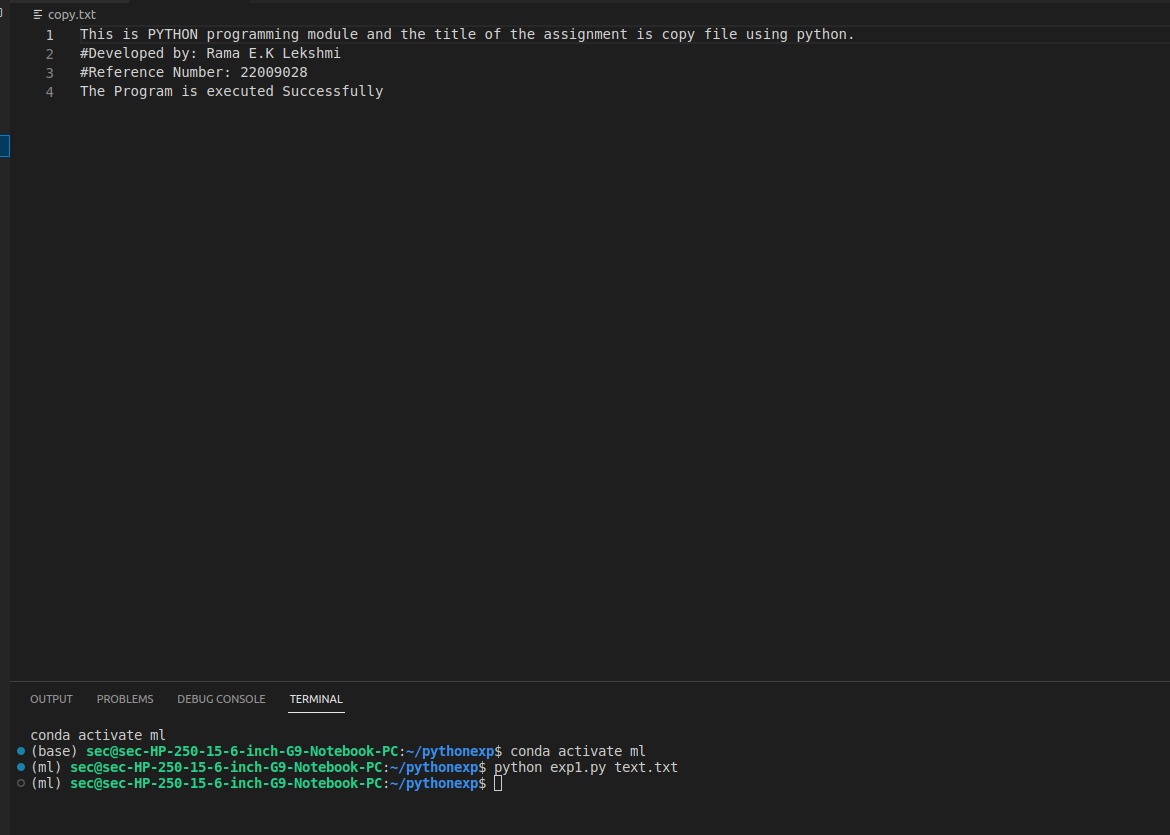 copy.txt
1 This is PYTHON programming module and the title of the assignment is copy file using python.
2 #Developed by: Rama E.K Lekshmi
3 #Reference Number: 22009028
4 The Program is executed Successfully
OUTPUT PROBLEMS DEBUG CONSOLE TERMINAL
conda activate ml
(base) sec@sec-HP-250-15-6-inch-G9-Notebook-PC:~/pythonexp$ conda activate ml
(ml) sec@sec-HP-250-15-6-inch-G9-Notebook-PC:~/pythonexp$ python exp1.py text.txt
(ml) sec@sec-HP-250-15-6-inch-G9-Notebook-PC:~/pythonexp$